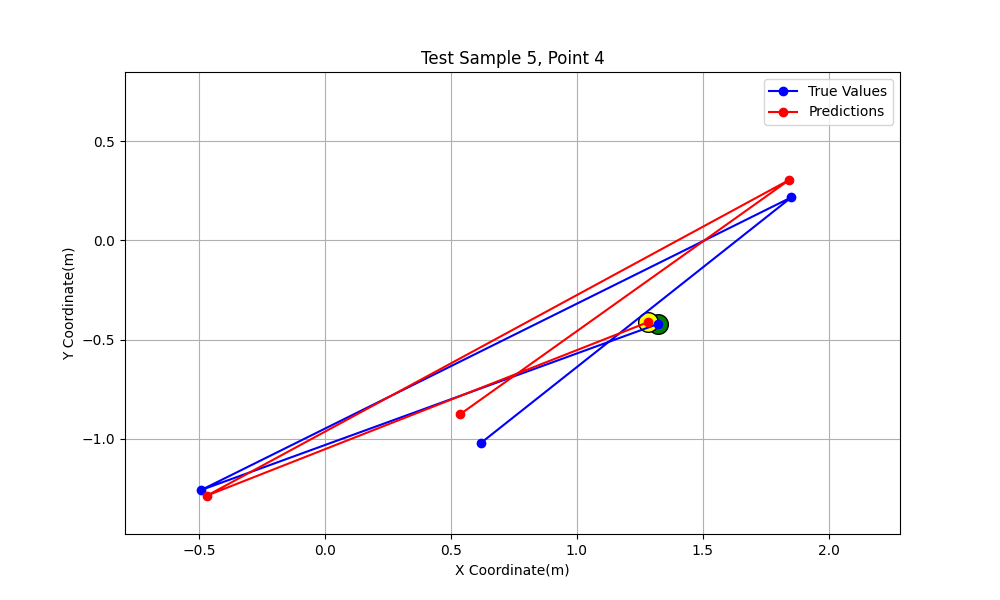 Test Sample 5, Point 4
True Values
Predictions
0.5
0.0
−0.5
−1.0
Y Coordinate(m)
−0.5
0.0
0.5
1.0
1.5
2.0
X Coordinate(m)